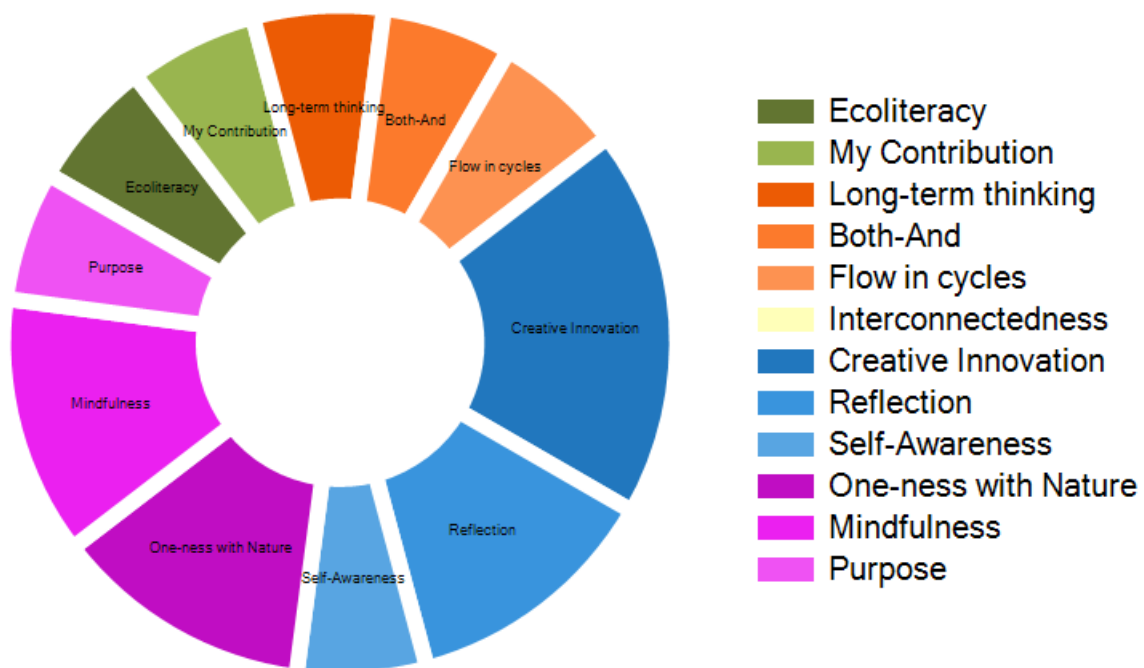 Long-term thinking
Both-And
My Contribution
Flow in cycles
Ecoliteracy
Purpose
Creative Innovation
Mindfulness
Reflection
One-ness with Nature
Self-Awareness
Ecoliteracy
My Contribution
Long-term thinking
Both-And
Flow in cycles
Interconnectedness
Creative Innovation
Reflection
Self-Awareness
One-ness with Nature
Mindfulness
Purpose